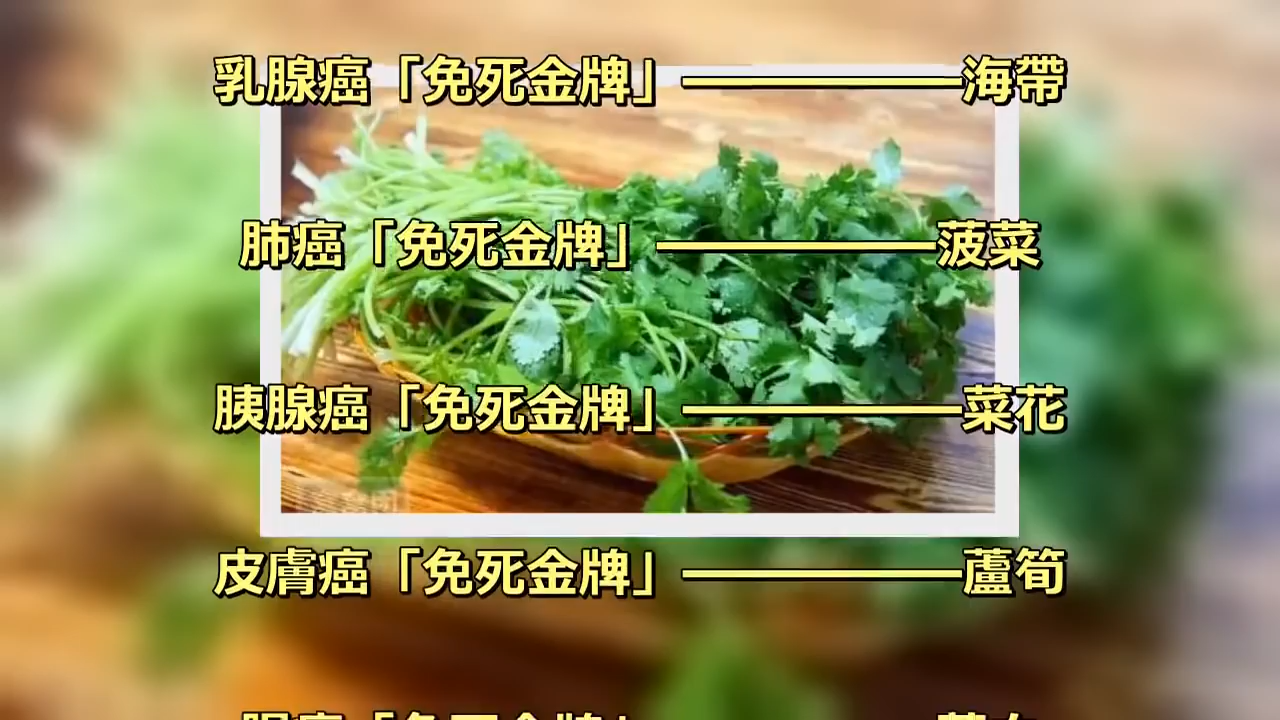 乳腺癌「免死金牌」——————海帶
肺癌「免死金牌」——————菠菜
胰腺癌「免死金牌」——————菜花
皮膚癌「免死金牌」——————蘆筍